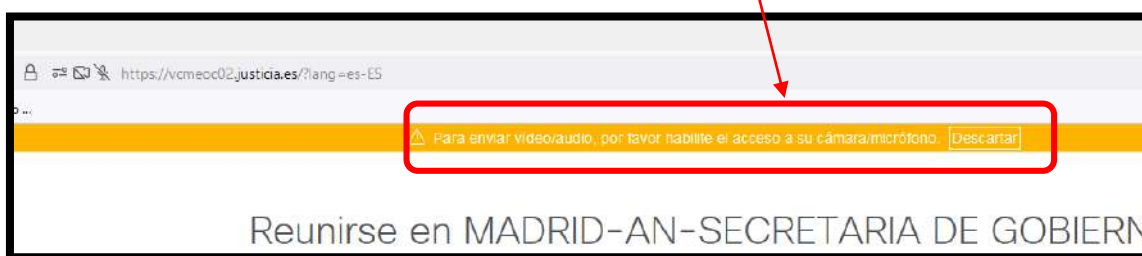 https://vcmeoc02.justicia.es/?lang=es-ES
o ...
Para enviar vídeo/audio, por favor habilite el acceso a su cámara/micrófono. Descartar
Reunirse en MADRID-AN-SECRETARIA DE GOBIERN